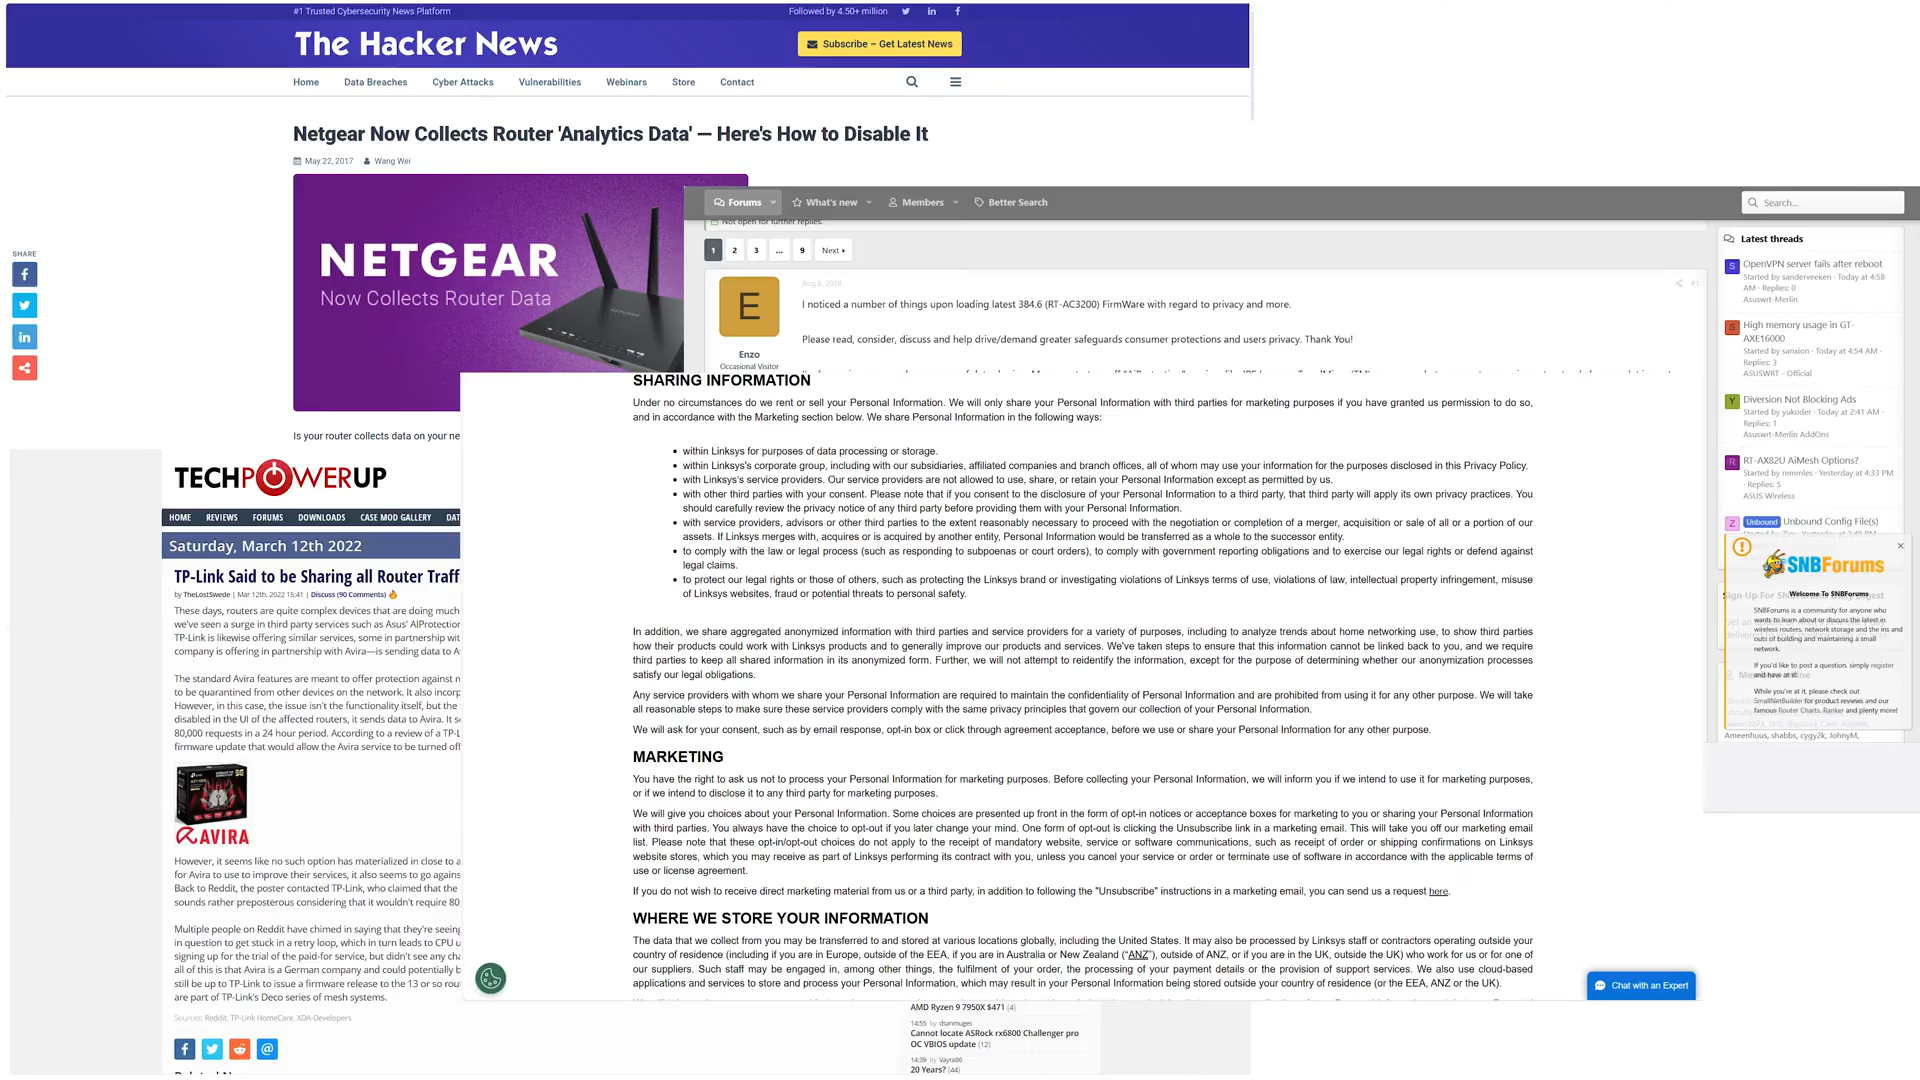 #1 Trusted Cybersecurity News Platform
Followed by 4.50+ million
The Hacker News
Subscribe – Get Latest News
Home
Data Breaches
Cyber Attacks
Vulnerabilities
Webinars
Store
Contact
Netgear Now Collects Router 'Analytics Data' — Here's How to Disable It
May 22, 2017
Wang Wei
NETGEAR
Now Collects Router Data
NETGEAR
SHARE
Is your router collects data on your ne
Forums
What's new
Members
Better Search
Search...
Not open for further replies.
1
2
3
...
9
Next
Aug 6, 2018
#1
E
Enzo
Occasional Visitor
I noticed a number of things upon loading latest 384.6 (RT-AC3200) FirmWare with regard to privacy and more.
Please read, consider, discuss and help drive/demand greater safeguards consumer protections and users privacy. Thank You!
Latest threads
S
OpenVPN server fails after reboot
Started by sanderveeken · Today at 4:58
AM · Replies: 0
Asuswrt-Merlin
S
High memory usage in GT-
AXE16000
Started by sanxion · Today at 4:54 AM ·
Replies: 3
ASUSWRT - Official
Y
Diversion Not Blocking Ads
Started by yukoder · Today at 2:41 AM ·
Replies: 1
Asuswrt-Merlin AddOns
R
RT-AX82U AiMesh Options?
Started by remmles · Yesterday at 4:33 PM
· Replies: 5
ASUS Wireless
Z
Unbound
Unbound Config File(s)
SNBForums
Welcome To SNBForums
SNBForums is a community for anyone who
wants to learn about or discuss the latest in
wireless routers, network storage and the ins and
outs of building and maintaining a small
network.
If you'd like to post a question, simply register
and have at it!
While you're at it, please check out
SmallNetBuilder for product reviews and our
famous Router Charts, Ranker and plenty more!
Ameenhuus, shabbs, cygy2k, JohnyM,
SHARING INFORMATION
Under no circumstances do we rent or sell your Personal Information. We will only share your Personal Information with third parties for marketing purposes if you have granted us permission to do so,
and in accordance with the Marketing section below. We share Personal Information in the following ways:
• within Linksys for purposes of data processing or storage.
• within Linksys's corporate group, including with our subsidiaries, affiliated companies and branch offices, all of whom may use your information for the purposes disclosed in this Privacy Policy.
• with Linksys's service providers. Our service providers are not allowed to use, share, or retain your Personal Information except as permitted by us.
• with other third parties with your consent. Please note that if you consent to the disclosure of your Personal Information to a third party, that third party will apply its own privacy practices. You
should carefully review the privacy notice of any third party before providing them with your Personal Information.
• with service providers, advisors or other third parties to the extent reasonably necessary to proceed with the negotiation or completion of a merger, acquisition or sale of all or a portion of our
assets. If Linksys merges with, acquires or is acquired by another entity, Personal Information would be transferred as a whole to the successor entity.
• to comply with the law or legal process (such as responding to subpoenas or court orders), to comply with government reporting obligations and to exercise our legal rights or defend against
legal claims.
• to protect our legal rights or those of others, such as protecting the Linksys brand or investigating violations of Linksys terms of use, violations of law, intellectual property infringement, misuse
of Linksys websites, fraud or potential threats to personal safety.
In addition, we share aggregated anonymized information with third parties and service providers for a variety of purposes, including to analyze trends about home networking use, to show third parties
how their products could work with Linksys products and to generally improve our products and services. We've taken steps to ensure that this information cannot be linked back to you, and we require
third parties to keep all shared information in its anonymized form. Further, we will not attempt to reidentify the information, except for the purpose of determining whether our anonymization processes
satisfy our legal obligations.
Any service providers with whom we share your Personal Information are required to maintain the confidentiality of Personal Information and are prohibited from using it for any other purpose. We will take
all reasonable steps to make sure these service providers comply with the same privacy principles that govern our collection of your Personal Information.
We will ask for your consent, such as by email response, opt-in box or click through agreement acceptance, before we use or share your Personal Information for any other purpose.
MARKETING
You have the right to ask us not to process your Personal Information for marketing purposes. Before collecting your Personal Information, we will inform you if we intend to use it for marketing purposes,
or if we intend to disclose it to any third party for marketing purposes.
We will give you choices about your Personal Information. Some choices are presented up front in the form of opt-in notices or acceptance boxes for marketing to you or sharing your Personal Information
with third parties. You always have the choice to opt-out if you later change your mind. One form of opt-out is clicking the Unsubscribe link in a marketing email. This will take you off our marketing email
list. Please note that these opt-in/opt-out choices do not apply to the receipt of mandatory website, service or software communications, such as receipt of order or shipping confirmations on Linksys
website stores, which you may receive as part of Linksys performing its contract with you, unless you cancel your service or order or terminate use of software in accordance with the applicable terms of
use or license agreement.
If you do not wish to receive direct marketing material from us or a third party, in addition to following the "Unsubscribe" instructions in a marketing email, you can send us a request here.
WHERE WE STORE YOUR INFORMATION
The data that we collect from you may be transferred to and stored at various locations globally, including the United States. It may also be processed by Linksys staff or contractors operating outside your
country of residence (including if you are in Europe, outside of the EEA, if you are in Australia or New Zealand ("ANZ"), outside of ANZ, or if you are in the UK, outside the UK) who work for us or for one of
our suppliers. Such staff may be engaged in, among other things, the fulfilment of your order, the processing of your payment details or the provision of support services. We also use cloud-based
applications and services to store and process your Personal Information, which may result in your Personal Information being stored outside your country of residence (or the EEA, ANZ or the UK).
Chat with an Expert
TECHPOWERUP
HOME
REVIEWS
FORUMS
DOWNLOADS
CASE MOD GALLERY
DAT
Saturday, March 12th 2022
TP-Link Said to be Sharing all Router Traff
by TheLostSwede | Mar 12th, 2022 15:41 | Discuss (90 Comments)
These days, routers are quite complex devices that are doing much
we've seen a surge in third party services such as Asus' AIProtection
TP-Link is likewise offering similar services, some in partnership wit
company is offering in partnership with Avira—is sending data to A
The standard Avira features are meant to offer protection against m
to be quarantined from other devices on the network. It also incorp
However, in this case, the issue isn't the functionality itself, but the
disabled in the UI of the affected routers, it sends data to Avira. It s
80,000 requests in a 24 hour period. According to a review of a TP-L
firmware update that would allow the Avira service to be turned off
AVIRA
However, it seems like no such option has materialized in close to a
for Avira to use to improve their services, it also seems to go agains
Back to Reddit, the poster contacted TP-Link, who claimed that the
sounds rather preposterous considering that it wouldn't require 80,
Multiple people on Reddit have chimed in saying that they're seeing
in question to get stuck in a retry loop, which in turn leads to CPU u
signing up for the trial of the paid-for service, but didn't see any cha
all of this is that Avira is a German company and could potentially b
still be up to TP-Link to issue a firmware release to the 13 or so rout
are part of TP-Link's Deco series of mesh systems.
Sources: Reddit, TP-Link HomeCare, XDA-Developers
AMD Ryzen 9 7950X $471 (4)
14:55 by dsanmuges
Cannot locate ASRock rx6800 Challenger pro
OC VBIOS update (12)
14:39 by Vayra86
20 Years? (44)